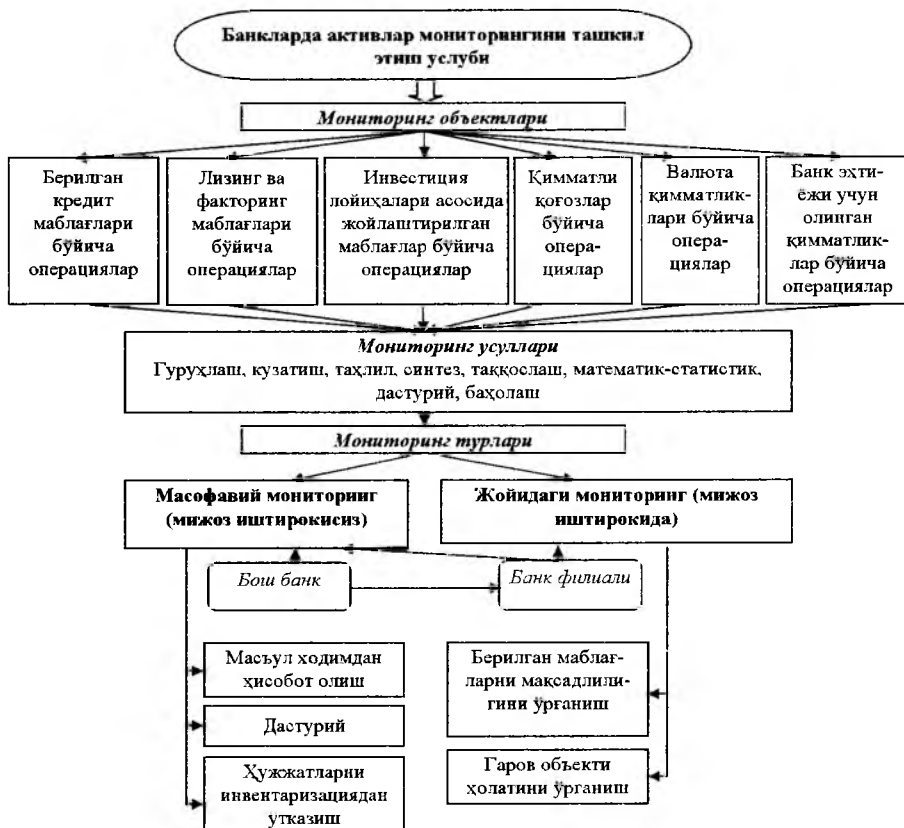 Банкларда активлар мониторингини ташкил
этиш услуби
Мониторинг объектлари
Берилган
кредит
маблағлари
бўйича
операциялар
Лизинг ва
факторинг
маблағлари
бўйича
операциялар
Инвестиция
лойиҳалари асосида
жойлаштирилган
маблағлар бўйича
операциялар
Қимматли
қоғозлар
бўйича
опера-
циялар
Валюта
қимматлик-
лари бўйича
опера-
циялар
Банк эҳти-
ёжи учун
олинган
қимматлик-
лар бўйича
операциялар
Мониторинг усуллари
Гуруҳлаш, кузатиш, таҳлил, синтез, таққослаш, математик-статистик,
дастурий, баҳолаш
Мониторинг турлари
Масофавий мониторинг
(мижоз иштирокисиз)
Жойидаги мониторинг (мижоз
иштирокида)
Бош банк
Банк филиали
Масъул ходимдан
ҳисобот олиш
Дастурий
Ҳужжатларни
инвентаризациядан
утказиш
Берилган маблағ-
ларни мақсадлили-
гини ўрганиш
Гаров объекти
ҳолатини ўрганиш